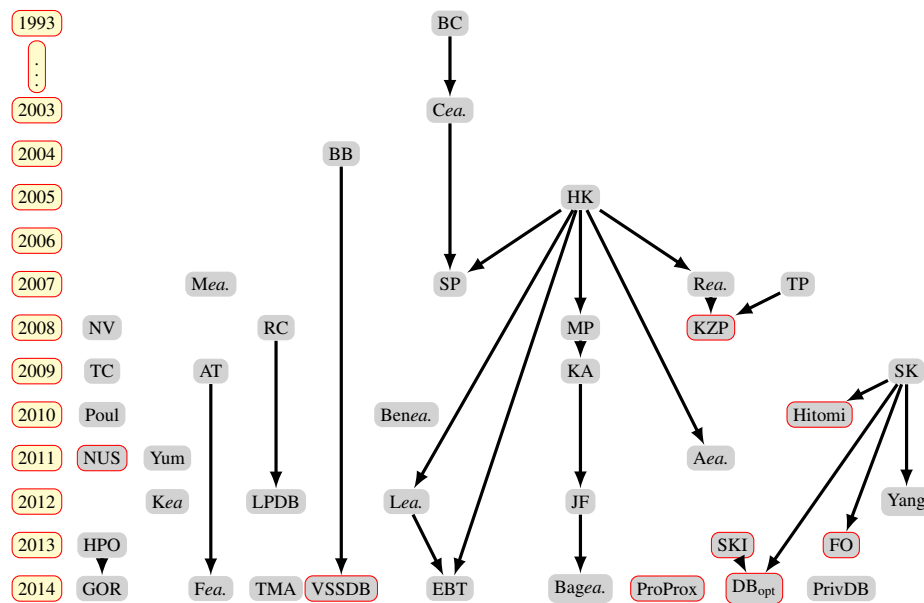 1993 BC
...
2003 Cea.
2004 BB
2005 HK
2006
2007 Mea. SP Rea. TP
2008 NV RC MP KZP
2009 TC AT KA SK
2010 Poul Benea. Hitomi
2011 NUS Yum Aea.
2012 Kea LPDB Lea. JF Yang
2013 HPO SKI FO
2014 GOR Fea. TMA VSSDB EBT Bagea. ProProx DBopt PrivDB